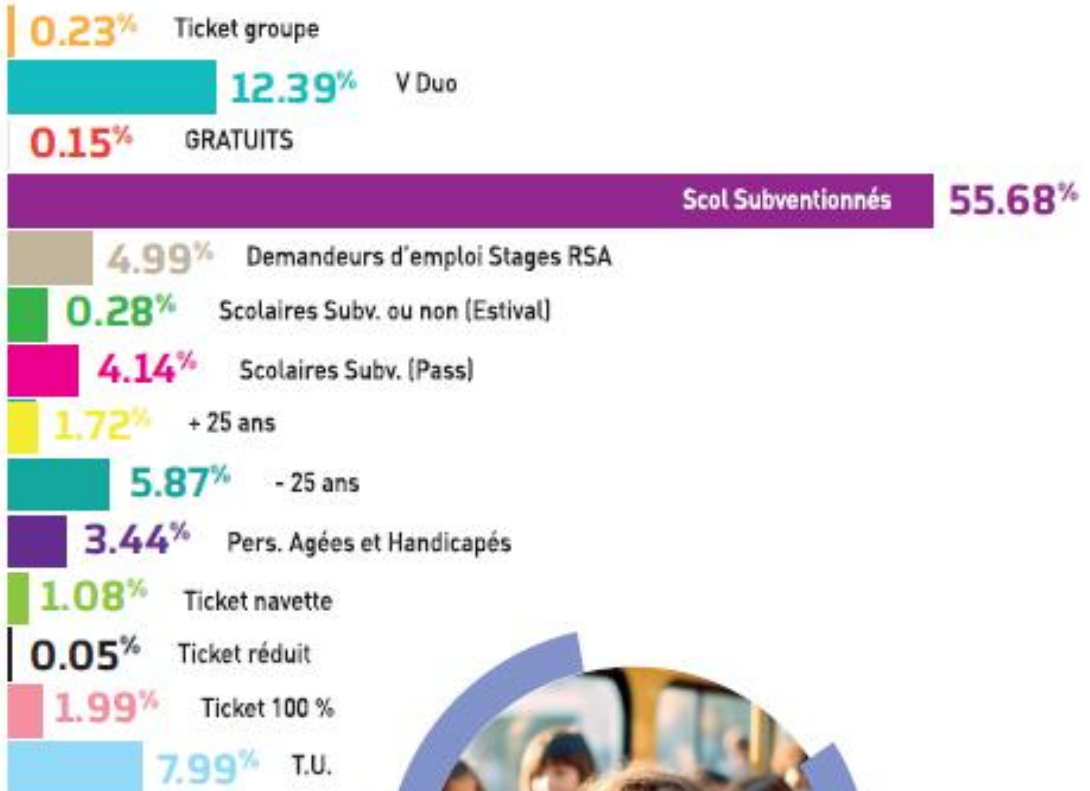 0.23% Ticket groupe
12.39% V Duo
0.15% GRATUITS
Scol Subventionnés 55.68%
4.99% Demandeurs d'emploi Stages RSA
0.28% Scolaires Subv. ou non (Estival)
4.14% Scolaires Subv. (Pass)
1.72% + 25 ans
5.87% - 25 ans
3.44% Pers. Agées et Handicapés
1.08% Ticket navette
0.05% Ticket réduit
1.99% Ticket 100 %
7.99% T.U.